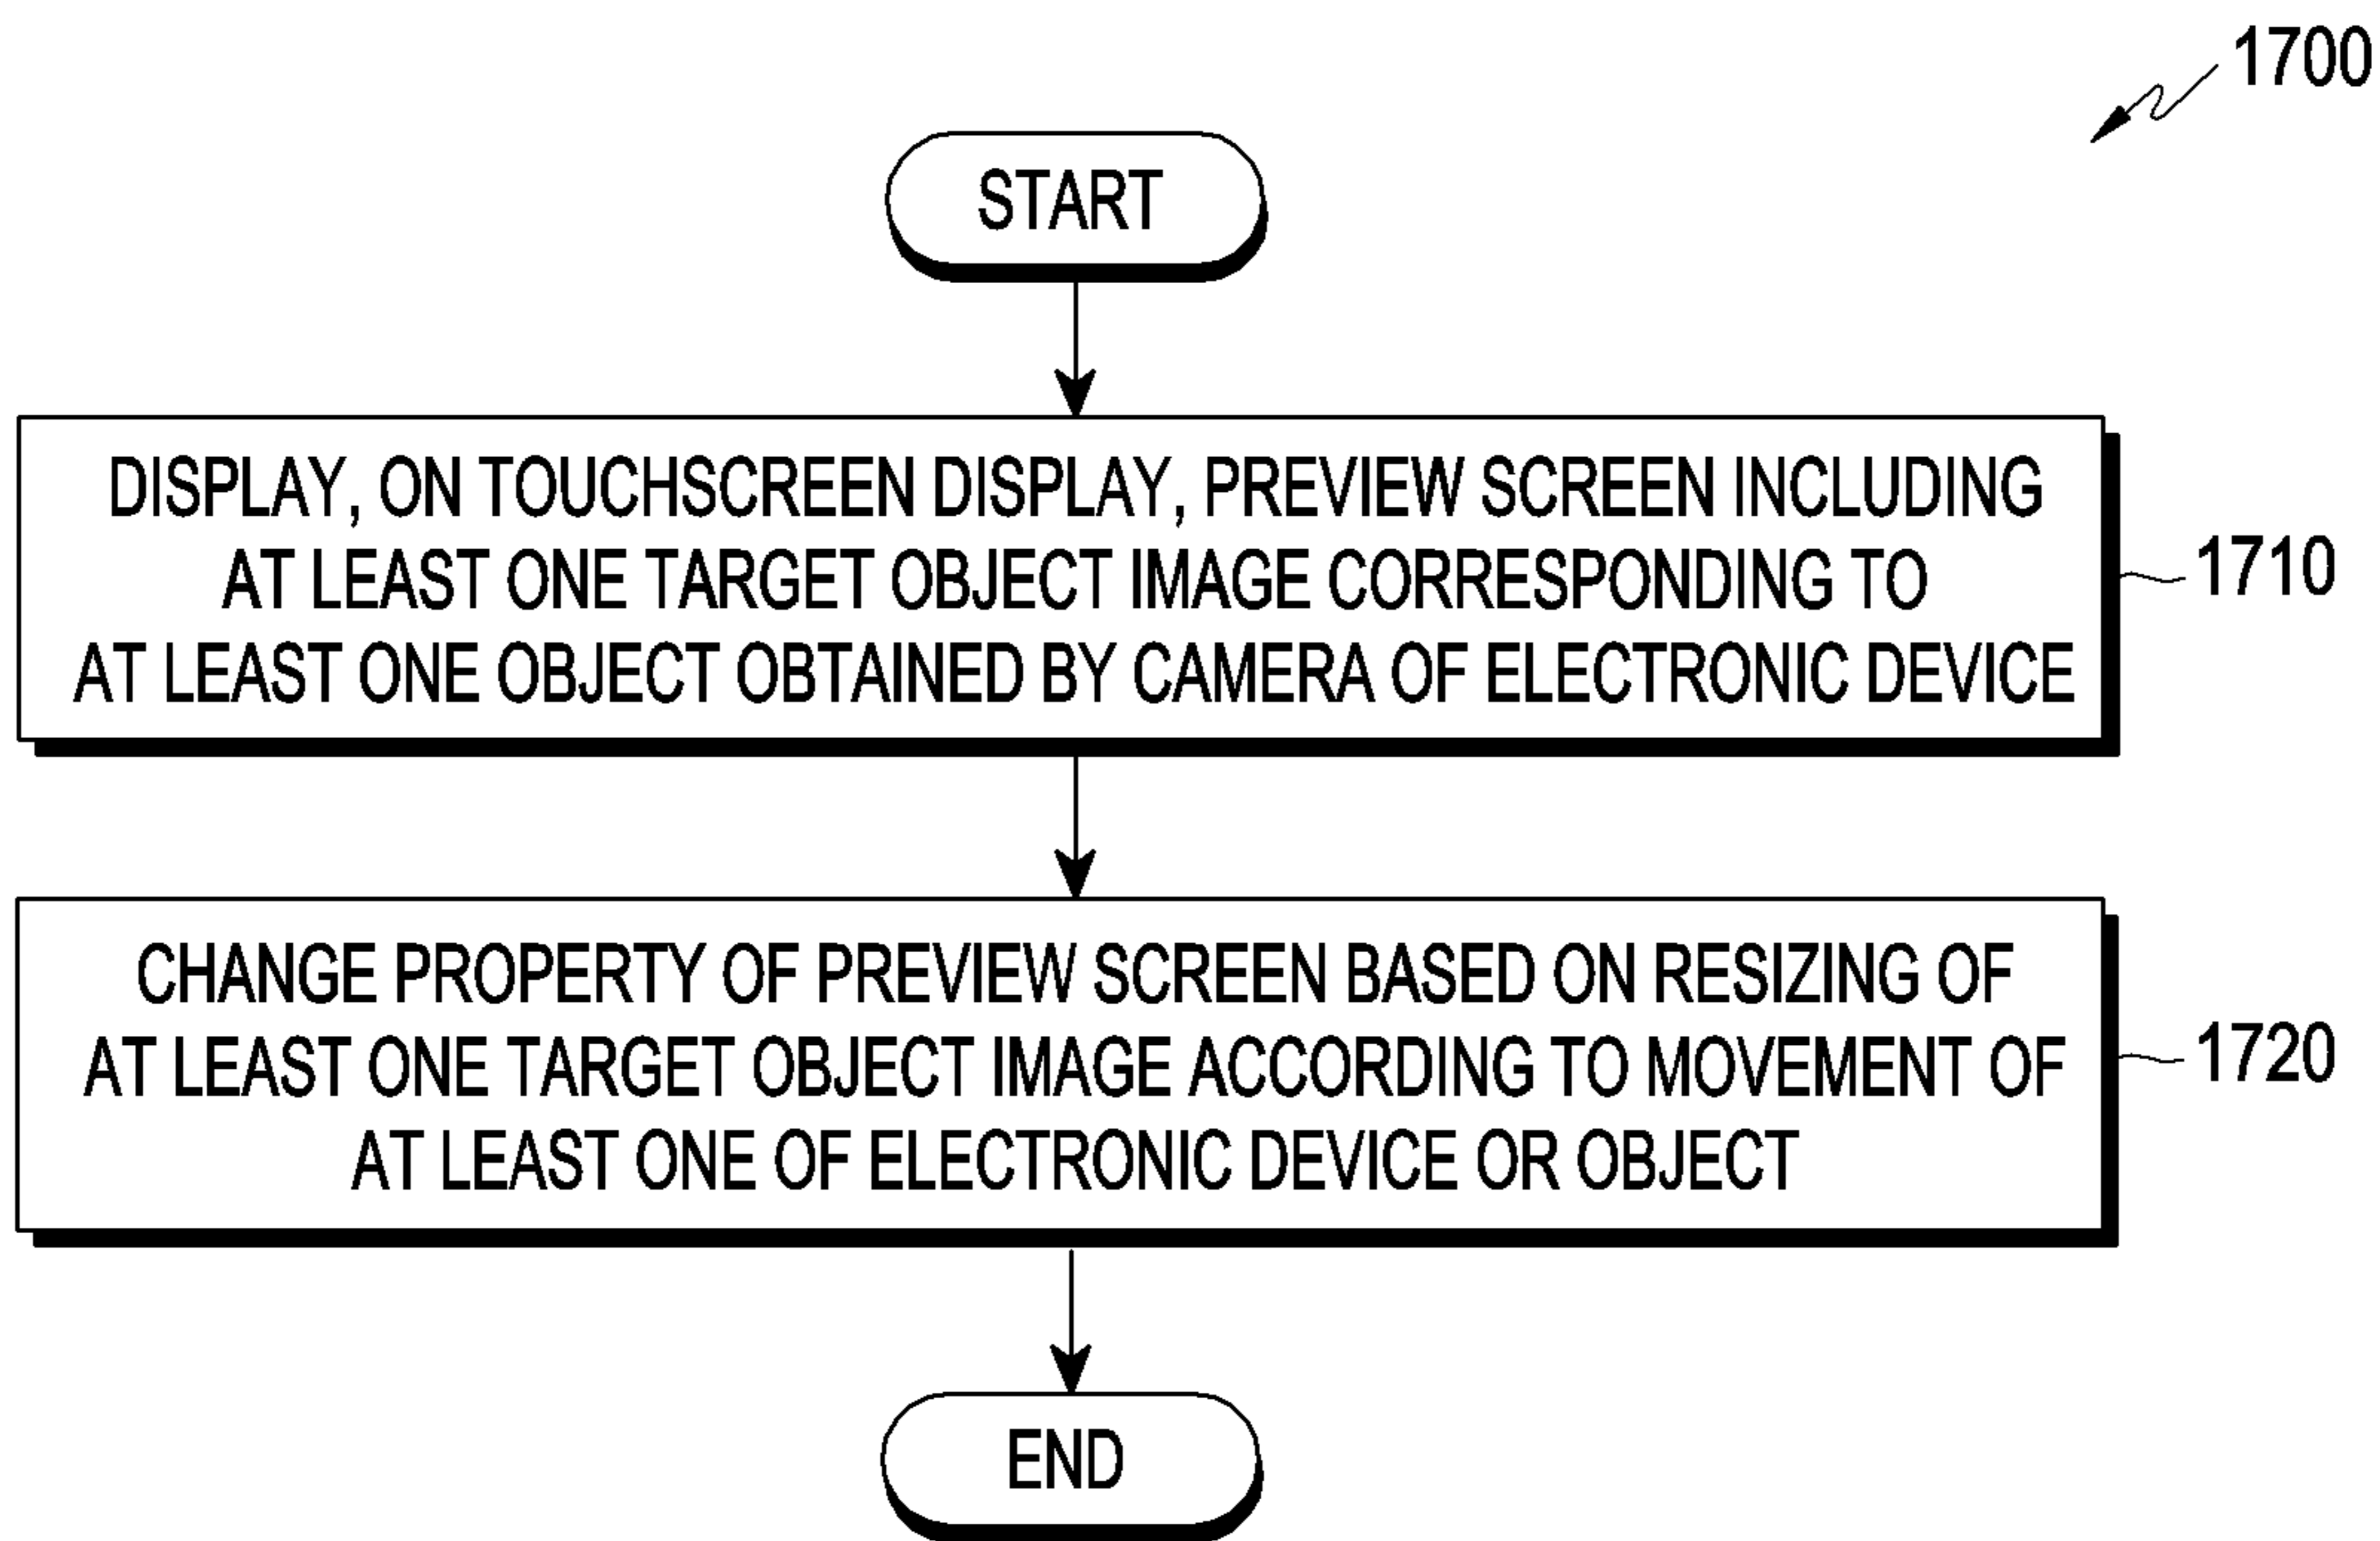 1700
START
DISPLAY, ON TOUCHSCREEN DISPLAY, PREVIEW SCREEN INCLUDING
AT LEAST ONE TARGET OBJECT IMAGE CORRESPONDING TO
AT LEAST ONE OBJECT OBTAINED BY CAMERA OF ELECTRONIC DEVICE
1710
CHANGE PROPERTY OF PREVIEW SCREEN BASED ON RESIZING OF
AT LEAST ONE TARGET OBJECT IMAGE ACCORDING TO MOVEMENT OF
AT LEAST ONE OF ELECTRONIC DEVICE OR OBJECT
1720
END